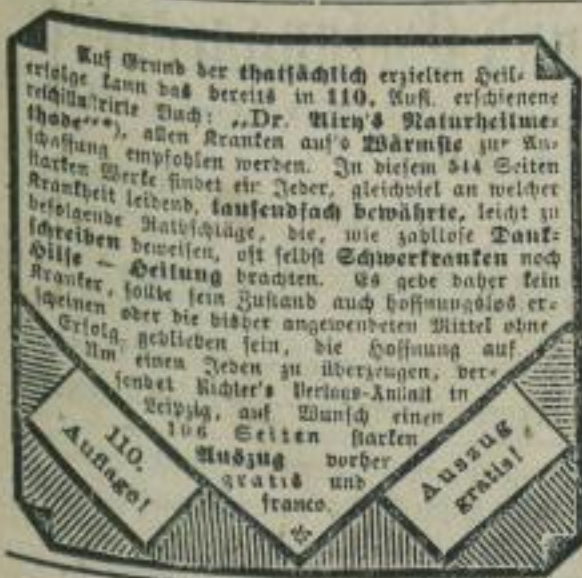 Auf Grund der thatsächlich erzielten Heil-
erfolge kann das bereits in 110. Aufl. erschienene
reichillustrirte Buch: „Dr. Airy's Naturheilme-
thode“*), allen Kranken auf's Wärmste zur An-
schaffung empfohlen werden. In diesem 544 Seiten
starken Werke findet ein Jeder, gleichviel an welcher
Krankheit leidend, tausendfach bewährte, leicht zu
befolgende Rathschläge, die, wie zahllose Dank-
schreiben beweisen, oft selbst Schwerkranken noch
Hilfe — Heilung brachten. Es gebe daher kein
Kranker, sollte sein Zustand auch hoffnungslos er-
scheinen oder die bisher angewendeten Mittel ohne
Erfolg geblieben sein, die Hoffnung auf
Um einen Jeden zu überzeugen, ver-
sendet Richter's Verlags-Anstalt in
Leipzig, auf Wunsch einen
106 Seiten starken
Auszug vorher
gratis und
franco.
110.
Auflage!
Auszug
gratis!